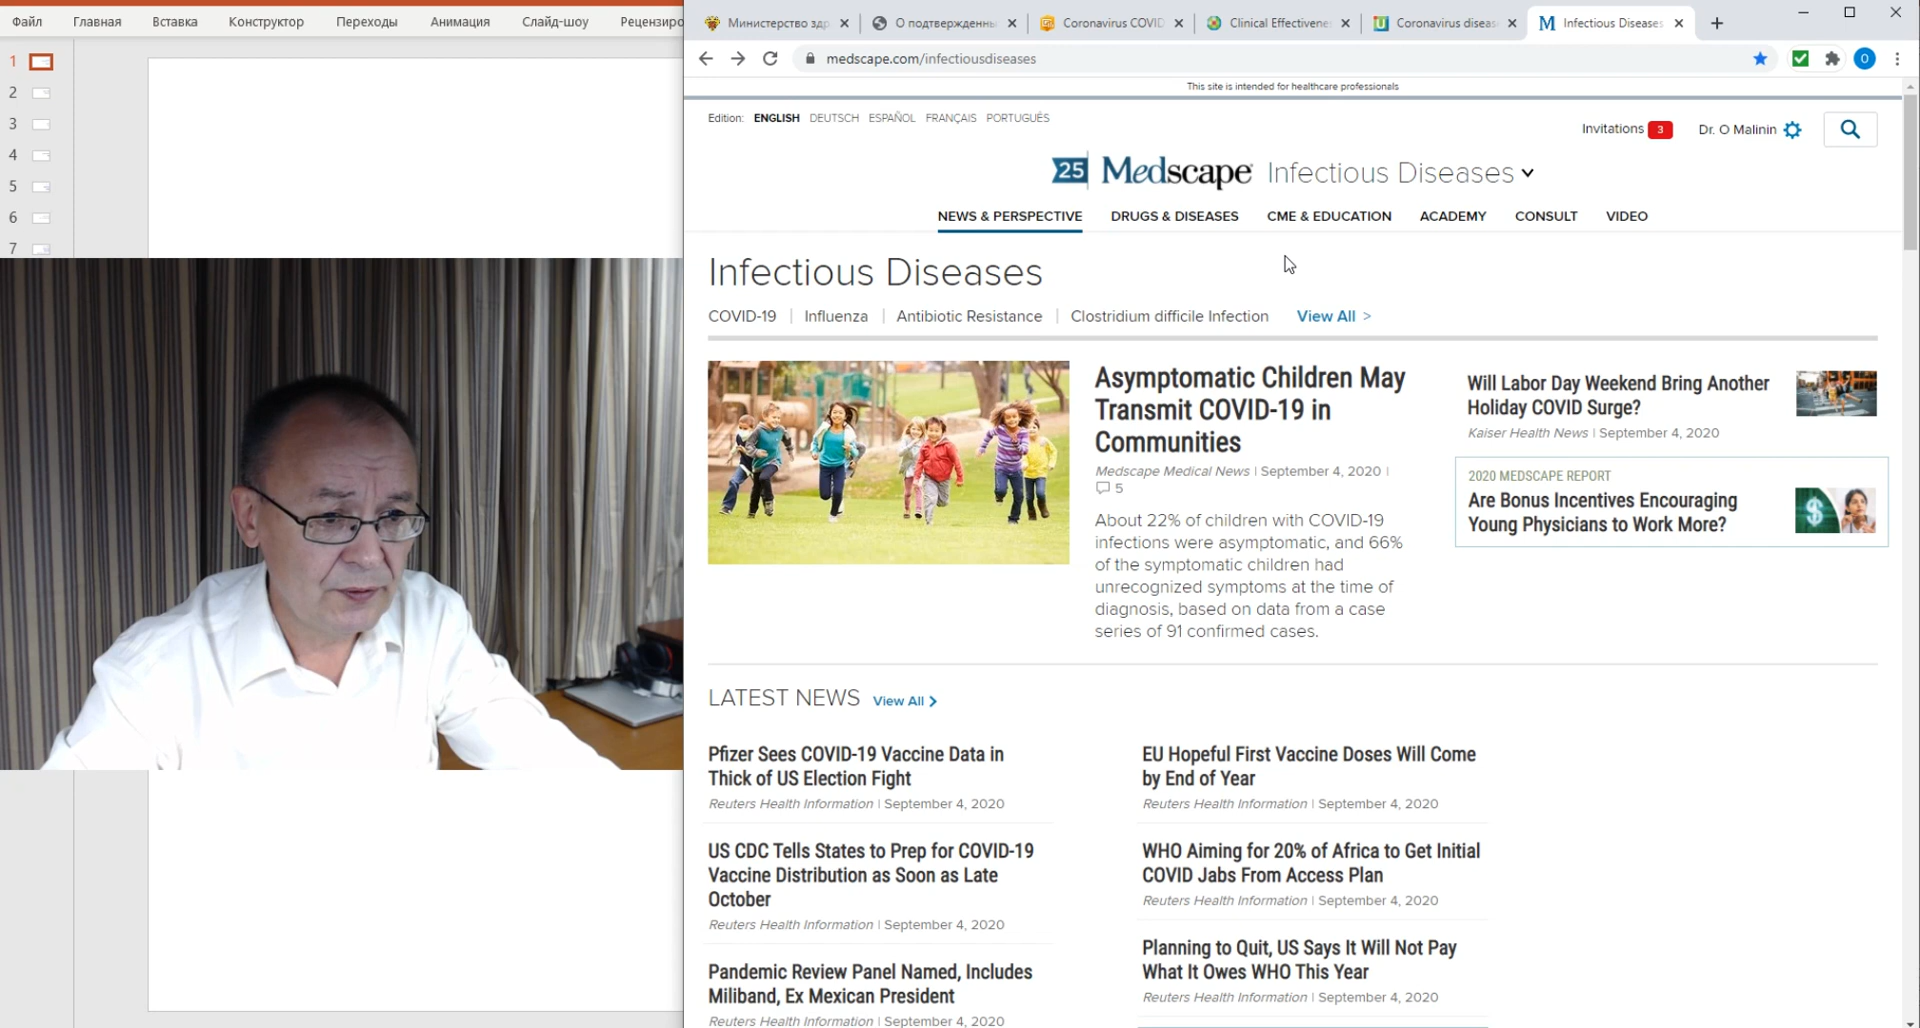 Файл Главная Вставка Конструктор Переходы Анимация Слайд-шоу Рецензиро
1
2
3
4
5
6
7
Министерство здр
О подтвержденны
Coronavirus COVID
Clinical Effectivene
Coronavirus diseas
Infectious Diseases
medscape.com/infectiousdiseases
O
This site is intended for healthcare professionals
Edition: ENGLISH DEUTSCH ESPAÑOL FRANÇAIS PORTUGUÊS
Invitations 3 Dr. O Malinin
25 Medscape Infectious Diseases
NEWS & PERSPECTIVE DRUGS & DISEASES CME & EDUCATION ACADEMY CONSULT VIDEO
Infectious Diseases
COVID-19 | Influenza | Antibiotic Resistance | Clostridium difficile Infection View All >
Asymptomatic Children May
Transmit COVID-19 in
Communities
Medscape Medical News | September 4, 2020 |
5
About 22% of children with COVID-19
infections were asymptomatic, and 66%
of the symptomatic children had
unrecognized symptoms at the time of
diagnosis, based on data from a case
series of 91 confirmed cases.
Will Labor Day Weekend Bring Another
Holiday COVID Surge?
Kaiser Health News | September 4, 2020
2020 MEDSCAPE REPORT
Are Bonus Incentives Encouraging
Young Physicians to Work More?
$
LATEST NEWS View All >
Pfizer Sees COVID-19 Vaccine Data in
Thick of US Election Fight
Reuters Health Information | September 4, 2020
US CDC Tells States to Prep for COVID-19
Vaccine Distribution as Soon as Late
October
Reuters Health Information | September 4, 2020
Pandemic Review Panel Named, Includes
Miliband, Ex Mexican President
Reuters Health Information | September 4, 2020
EU Hopeful First Vaccine Doses Will Come
by End of Year
Reuters Health Information | September 4, 2020
WHO Aiming for 20% of Africa to Get Initial
COVID Jabs From Access Plan
Reuters Health Information | September 4, 2020
Planning to Quit, US Says It Will Not Pay
What It Owes WHO This Year
Reuters Health Information | September 4, 2020